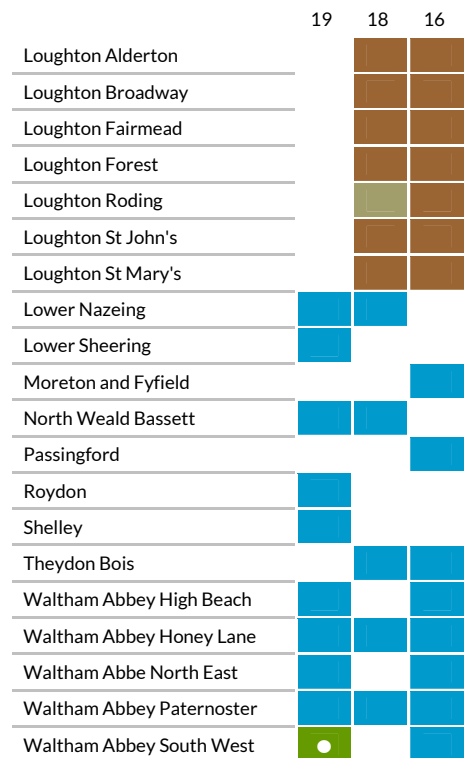 19 18 16
Loughton Alderton
Loughton Broadway
Loughton Fairmead
Loughton Forest
Loughton Roding
Loughton St John's
Loughton St Mary's
Lower Nazeing
Lower Sheering
Moreton and Fyfield
North Weald Bassett
Passingford
Roydon
Shelley
Theydon Bois
Waltham Abbey High Beach
Waltham Abbey Honey Lane
Waltham Abbe North East
Waltham Abbey Paternoster
Waltham Abbey South West